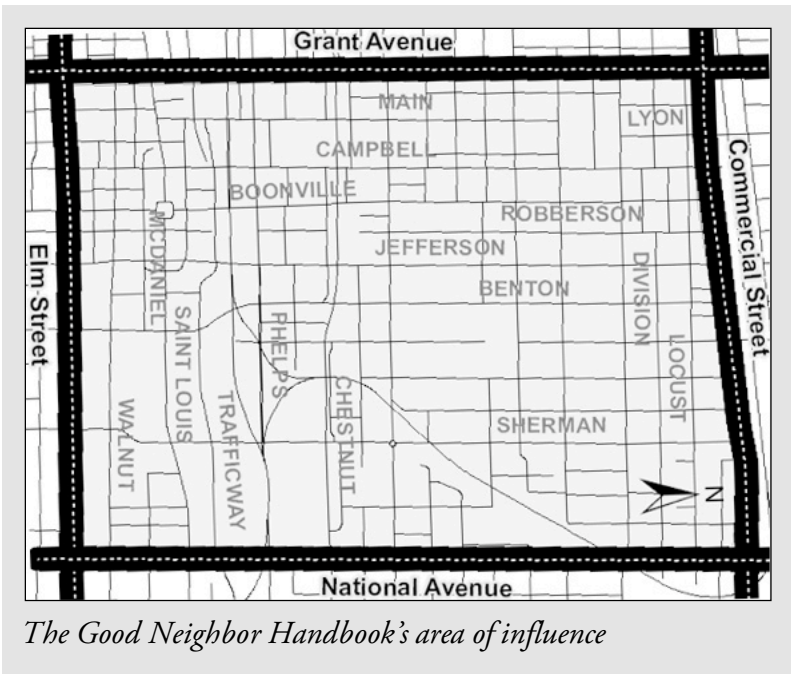 Grant Avenue
MAIN
LYON
CAMPBELL
BOONVILLE
ROBBERSON
JEFFERSON
BENTON
MCDANIEL
SAINT LOUIS
PHELPS
DIVISION
LOCUST
Elm Street
Commercial Street
WALNUT
TRAFFICWAY
CHESTNUT
SHERMAN
N
National Avenue
The Good Neighbor Handbook’s area of influence